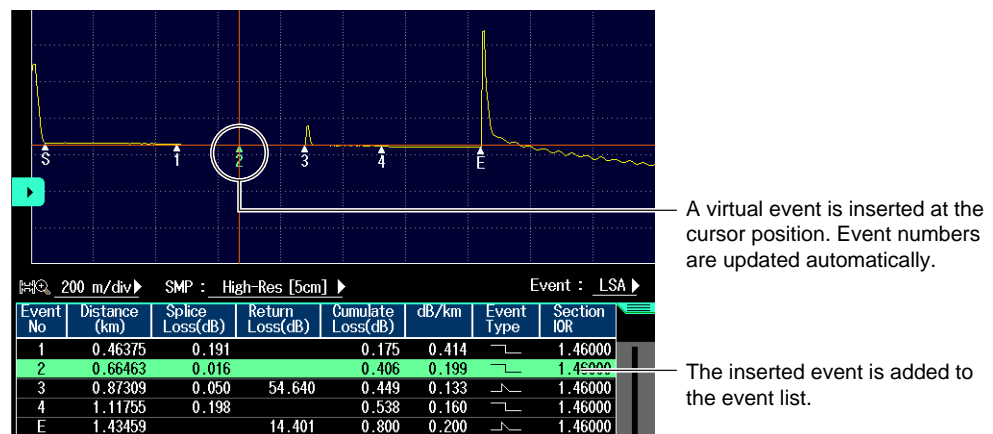 S 1 2 3 4 E
A virtual event is inserted at the
cursor position. Event numbers
are updated automatically.
200 m/div SMP : High-Res [5cm] Event : LSA
Event No Distance (km) Splice Loss(dB) Return Loss(dB) Cumulate Loss(dB) dB/km Event Type Section IOR
1 0.46375 0.191 0.175 0.414 1.46000
2 0.66463 0.016 0.406 0.199 1.46000
3 0.87309 0.050 54.640 0.449 0.133 1.46000
4 1.11755 0.198 0.538 0.160 1.46000
E 1.43459 14.401 0.800 0.200 1.46000
The inserted event is added to
the event list.